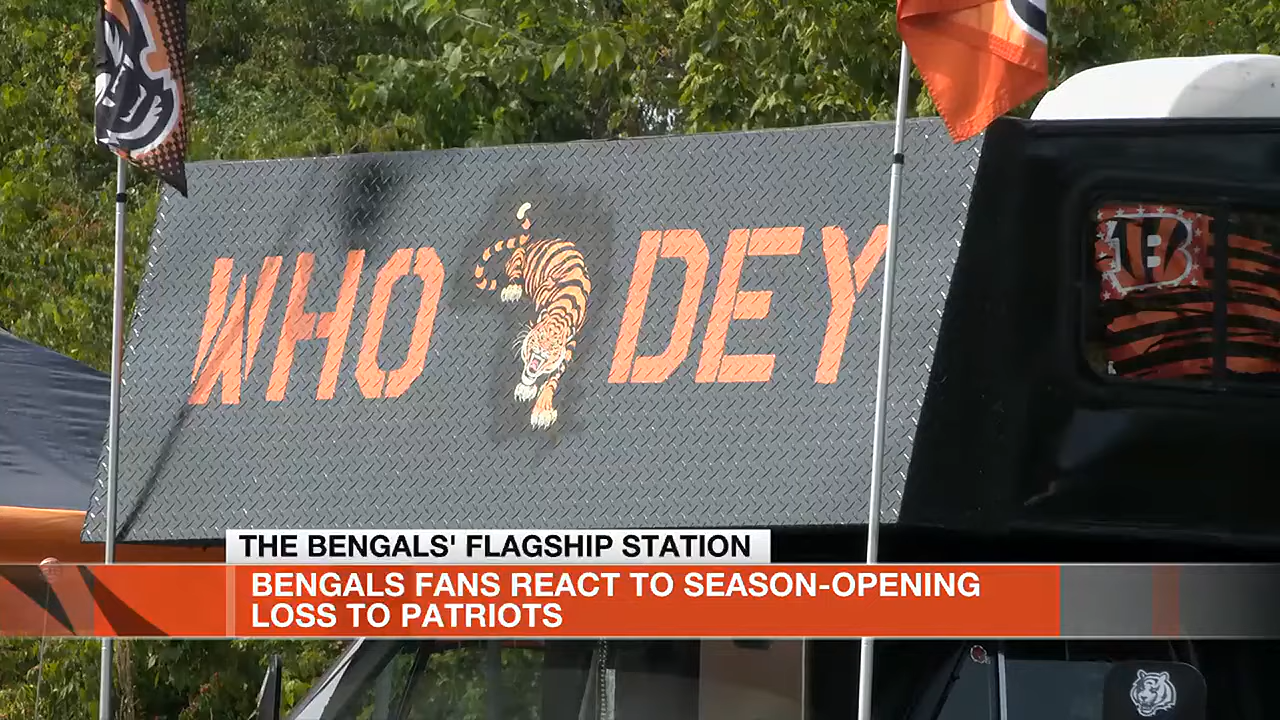 WHO DEY
B
THE BENGALS' FLAGSHIP STATION
BENGALS FANS REACT TO SEASON-OPENING
LOSS TO PATRIOTS